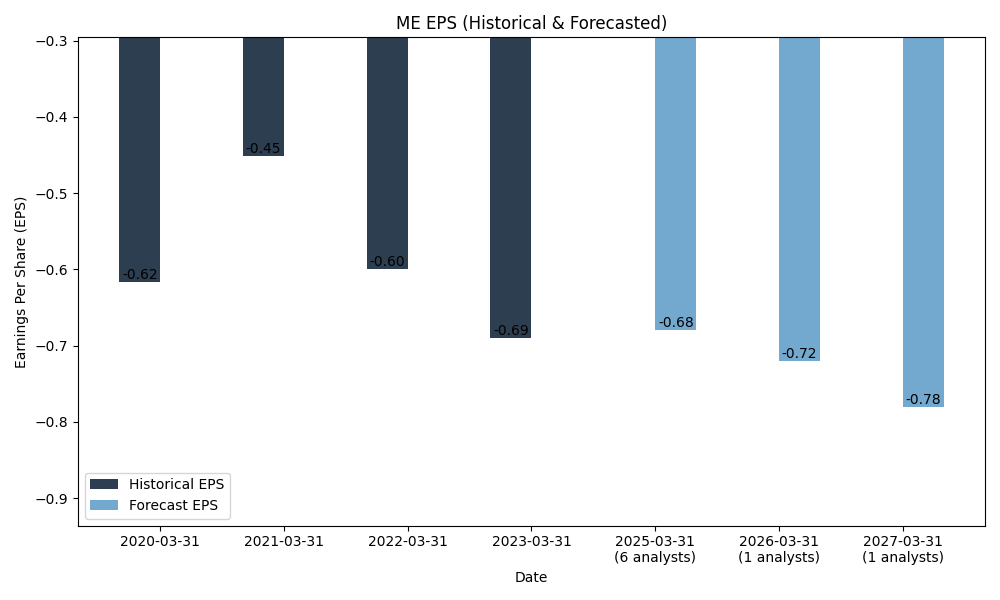 ME EPS (Historical & Forecasted)
Earnings Per Share (EPS)
−0.3
−0.4
−0.5
−0.6
−0.7
−0.8
−0.9
-0.62
-0.45
-0.60
-0.69
-0.68
-0.72
-0.78
Historical EPS
Forecast EPS
2020-03-31
2021-03-31
2022-03-31
2023-03-31
2025-03-31
(6 analysts)
2026-03-31
(1 analysts)
2027-03-31
(1 analysts)
Date